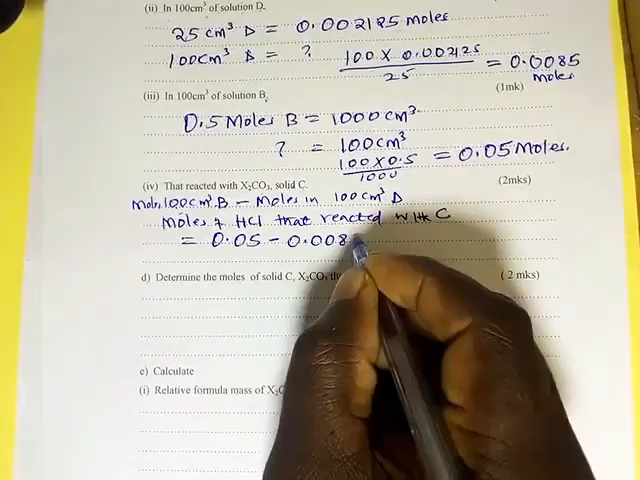 (ii) In 100cm³ of solution D.
25 cm³ D = 0.002125 moles
100cm³ D = ? 100 X 0.002125 / 25 = 0.0085 moles
(iii) In 100cm³ of solution B, (1mk)
0.5 Moles B = 1000cm³
? = 100cm³
100 X 0.5 / 1000 = 0.05 Moles.
(iv) That reacted with X₂CO₃, solid C. (2mks)
100cm³ B – Moles in 100cm³ D
Moles of HCl that reacted with C
= 0.05 – 0.008
d) Determine the moles of solid C, X₂CO₃ ( 2 mks)
e) Calculate
(i) Relative formula mass of